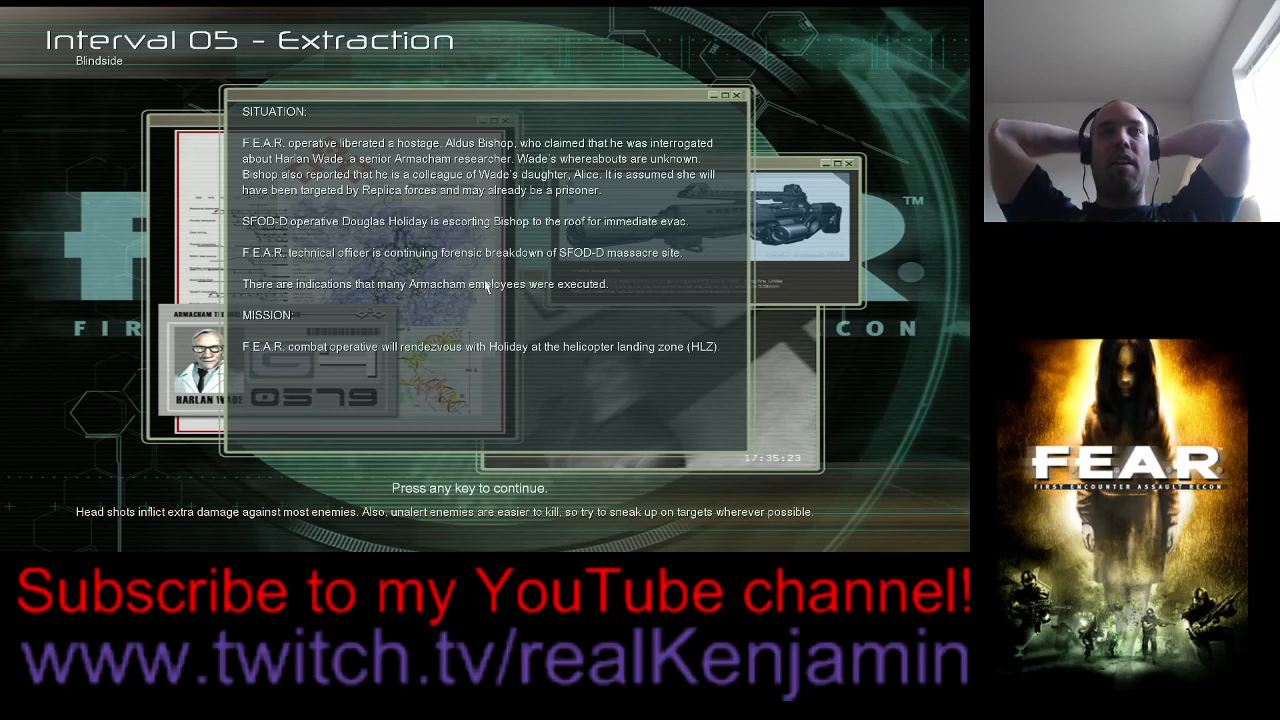 Interval 05 - Extraction
Blindside
SITUATION:
F.E.A.R. operative liberated a hostage, Aldus Bishop, who claimed that he was interrogated
about Harlan Wade, a senior Armacham researcher. Wade's whereabouts are unknown.
Bishop also reported that he is a colleague of Wade's daughter, Alice. It is assumed she will
have been targeted by Replica forces and may already be a prisoner.
SFOD-D operative Douglas Holiday is escorting Bishop to the roof for immediate evac.
F.E.A.R. technical officer is continuing forensic breakdown of SFOD-D massacre site.
There are indications that many Armacham employees were executed.
MISSION:
F.E.A.R. combat operative will rendezvous with Holiday at the helicopter landing zone (HLZ).
TM
FIR
CON
ARMACHAM TE
HARLAN WADE
0579
17:35:23
Press any key to continue.
Head shots inflict extra damage against most enemies. Also, unalert enemies are easier to kill, so try to sneak up on targets wherever possible.
F.E.A.R.
FIRST ENCOUNTER ASSAULT RECON
Subscribe to my YouTube channel!
www.twitch.tv/realKenjamin